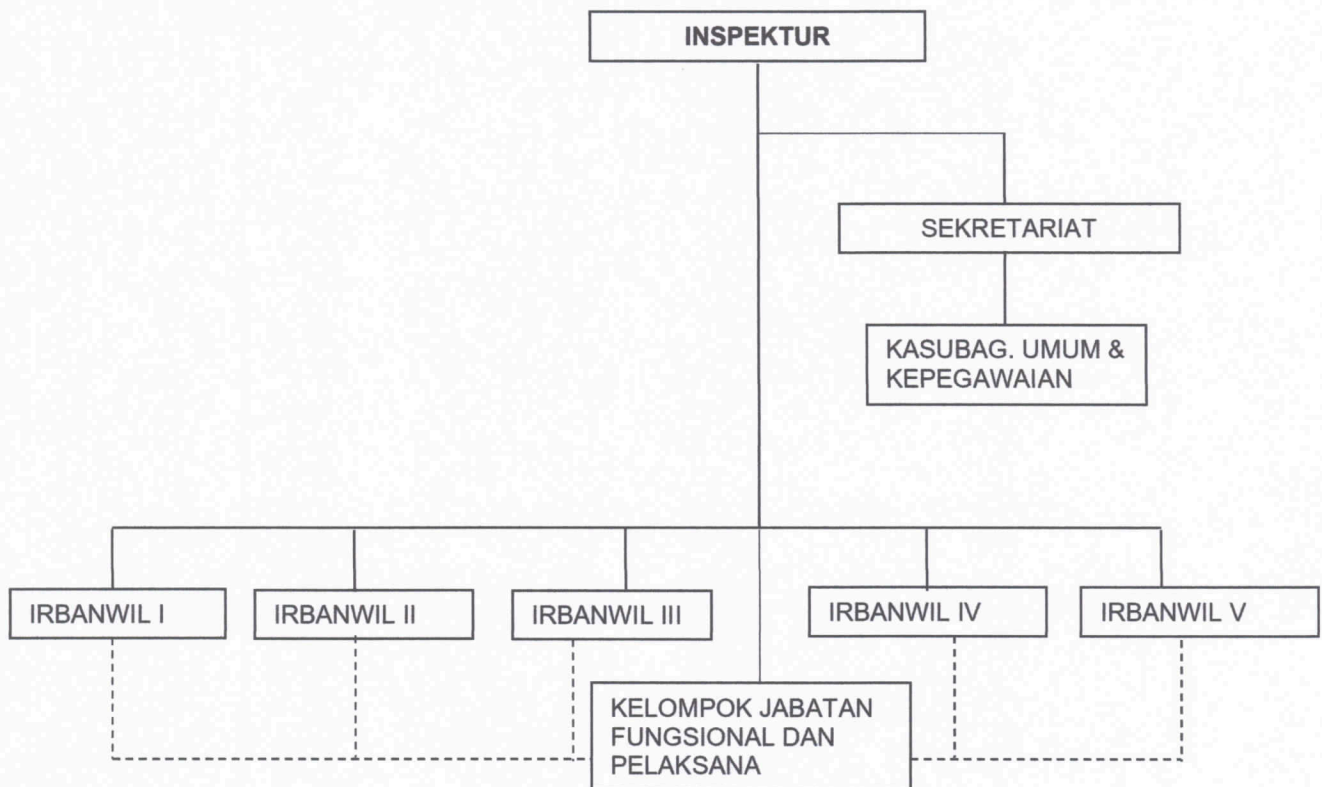 INSPEKTUR
SEKRETARIAT
KASUBAG. UMUM &
KEPEGAWAIAN
IRBANWIL I
IRBANWIL II
IRBANWIL III
IRBANWIL IV
IRBANWIL V
KELOMPOK JABATAN
FUNGSIONAL DAN
PELAKSANA